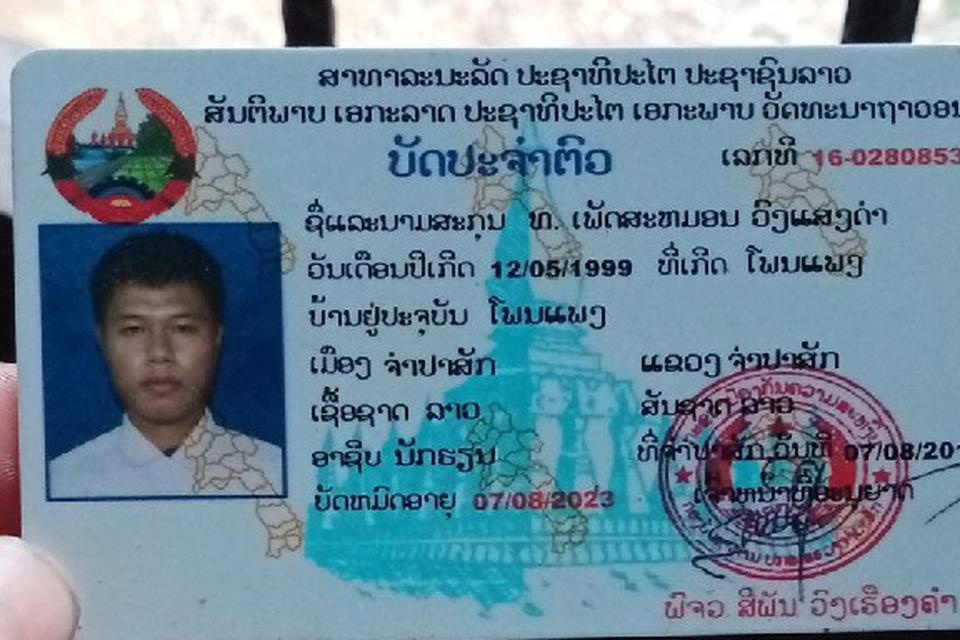 ສາທາລະນະລັດ ປະຊາທິປະໄຕ ປະຊາຊົນລາວ
ສັນຕິພາບ ເອກະລາດ ປະຊາທິປະໄຕ ເອກະພາບ ວັດທະນາຖາວອນ
ບັດປະຈຳຕົວ ເລກທີ 16-0280853
ຊື່ແລະນາມສະກຸນ ທ. ເພັດສະຫມອນ ວົງແສງຄຳ
ວັນເດືອນປີເກີດ 12/05/1999 ທີ່ເກີດ ໂພນແພງ
ບ້ານຢູ່ປະຈຸບັນ ໂພນແພງ
ເມືອງ ຈຳປາສັກ ແຂວງ ຈຳປາສັກ
ເຊື້ອຊາດ ລາວ ສັນຊາດ ລາວ
ອາຊີບ ນັກຮຽນ ທີ່ຈຳປາສັກ ວັນທີ 07/08/201
ບັດຫມົດອາຍຸ 07/08/2023 ເຈົ້າຫນ້າທີ່ອະນຸຍາດ
ພົຈວ ສີພັນ ວົງເຮືອງຄຳ